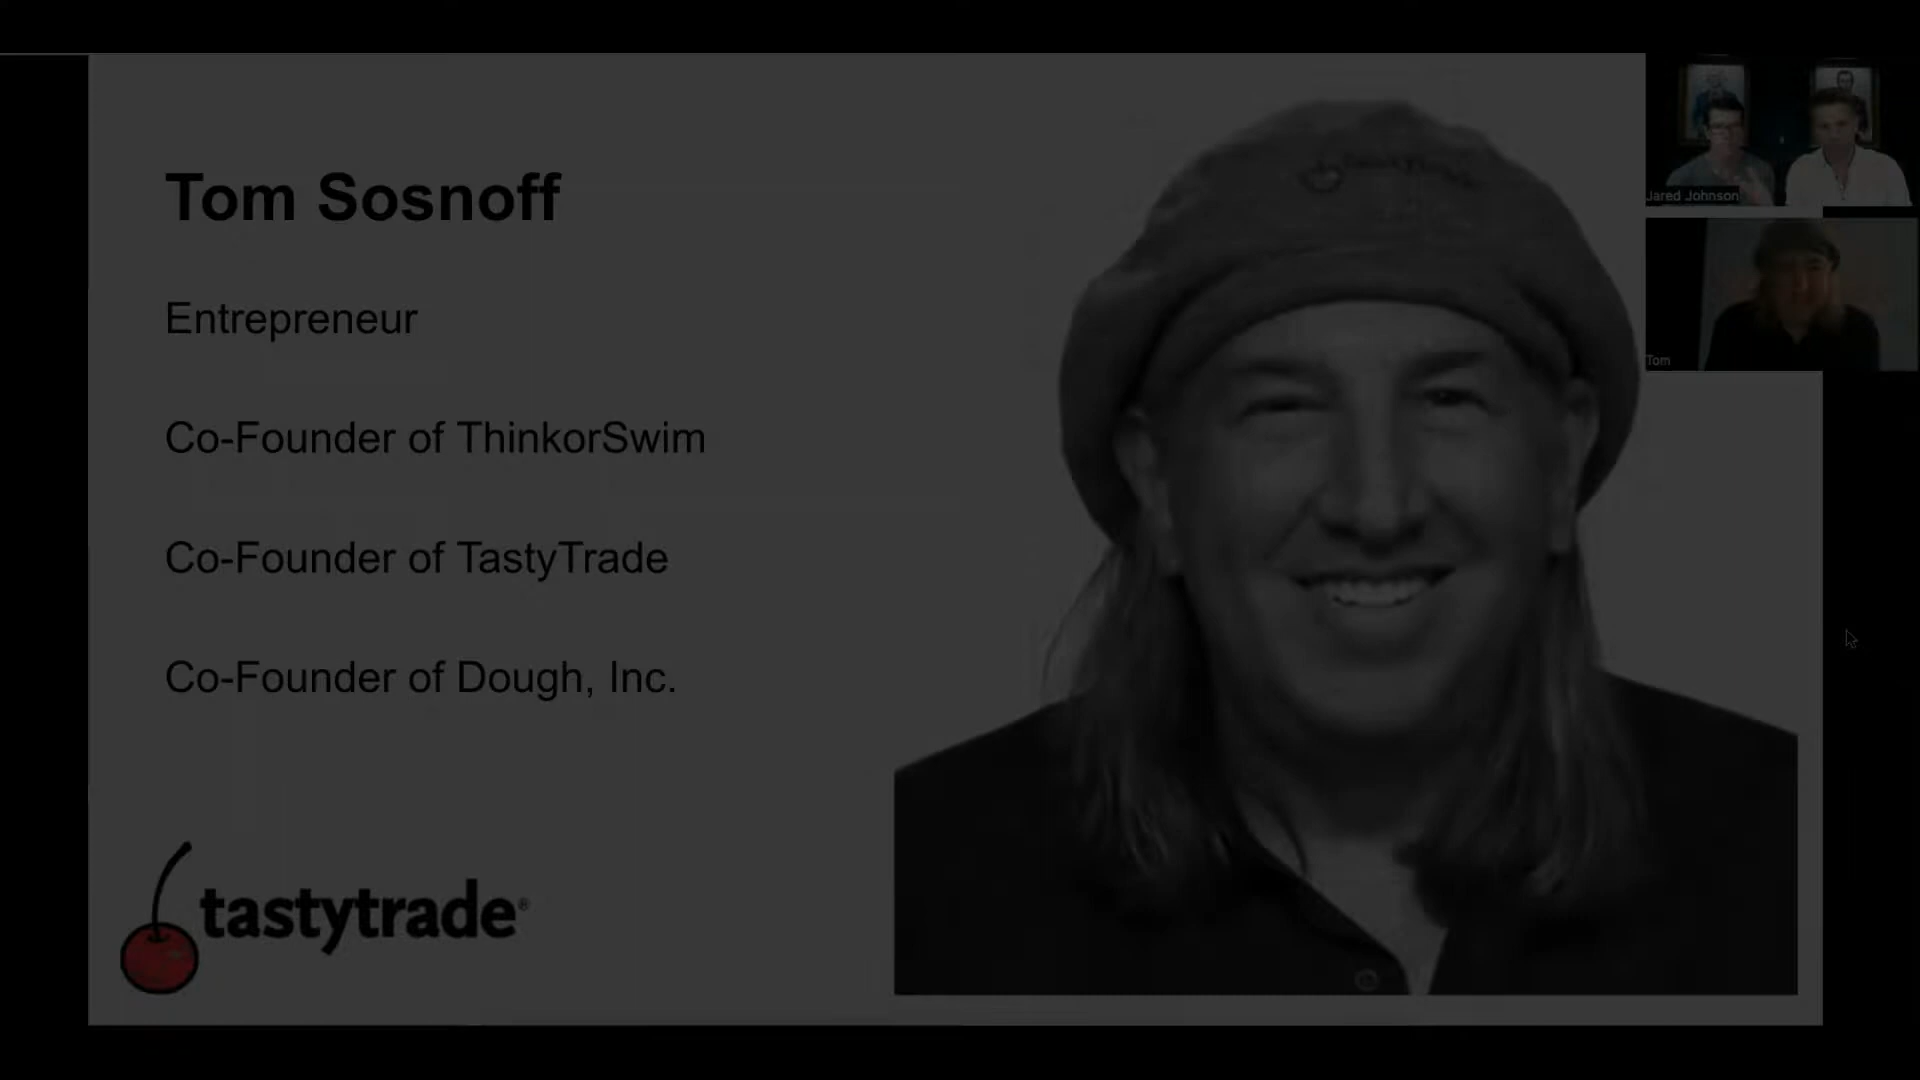 Tom Sosnoff
Entrepreneur
Co-Founder of ThinkorSwim
Co-Founder of TastyTrade
Co-Founder of Dough, Inc.
tastytrade®
Jared Johnson
Tom